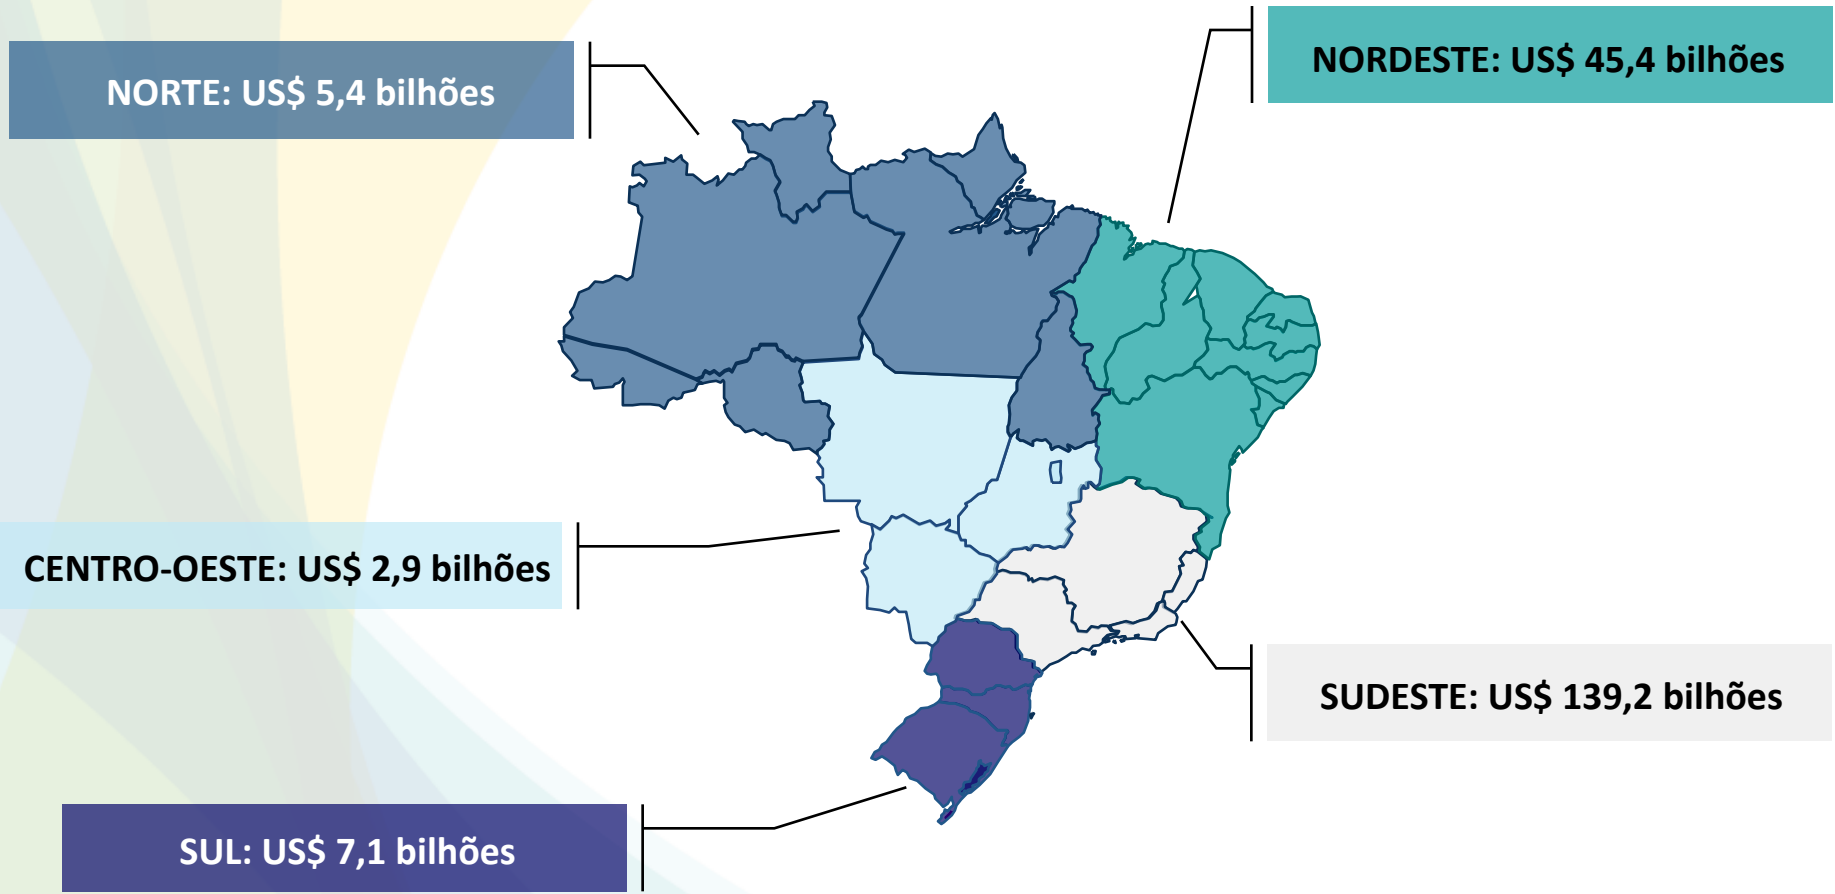 NORTE: US$ 5,4 bilhões
NORDESTE: US$ 45,4 bilhões
CENTRO-OESTE: US$ 2,9 bilhões
SUDESTE: US$ 139,2 bilhões
SUL: US$ 7,1 bilhões